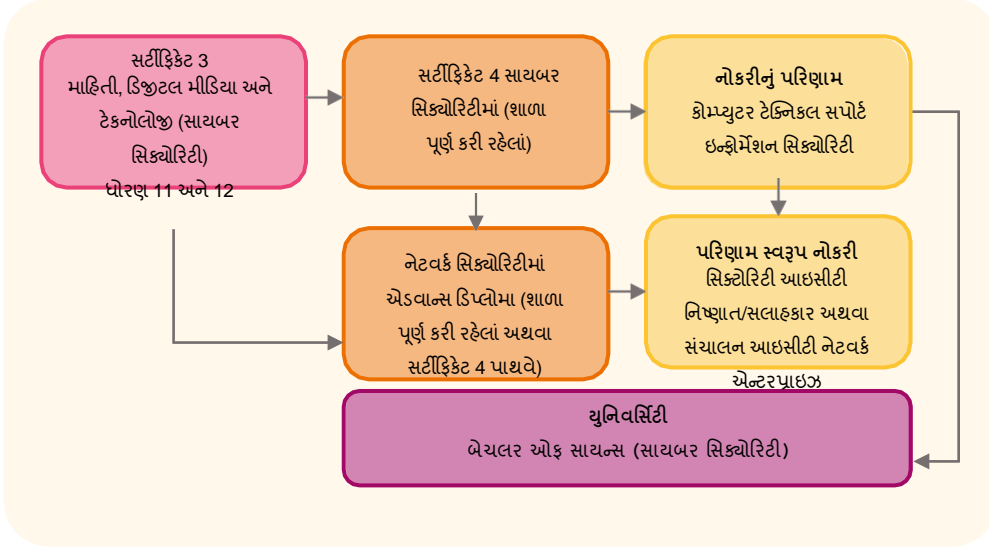 સર્ટીફિકેટ 3
માહિતી, ડિજીટલ મીડિયા અને
ટેકનોલોજી (સાયબર
સિક્યોરિટી)
ધોરણ 11 અને 12
સર્ટીફિકેટ 4 સાયબર
સિક્યોરિટીમાં (શાળા
પૂર્ણ કરી રહેલાં)
નોકરીનું પરિણામ
કોમ્પ્યુટર ટેક્નિકલ સપોર્ટ
ઇન્ફોર્મેશન સિક્યોરિટી
નેટવર્ક સિક્યોરિટીમાં
એડવાન્સ ડિપ્લોમા (શાળા
પૂર્ણ કરી રહેલાં અથવા
સર્ટીફિકેટ 4 પાથવે)
પરિણામ સ્વરૂપ નોકરી
સિક્ટોરિટી આઇસીટી
નિષ્ણાત/સલાહકાર અથવા
સંચાલન આઇસીટી નેટવર્ક
એન્ટરપ્રાઇઝ
યુનિવર્સિટી
બેચલર ઓફ સાયન્સ (સાયબર સિક્યોરિટી)